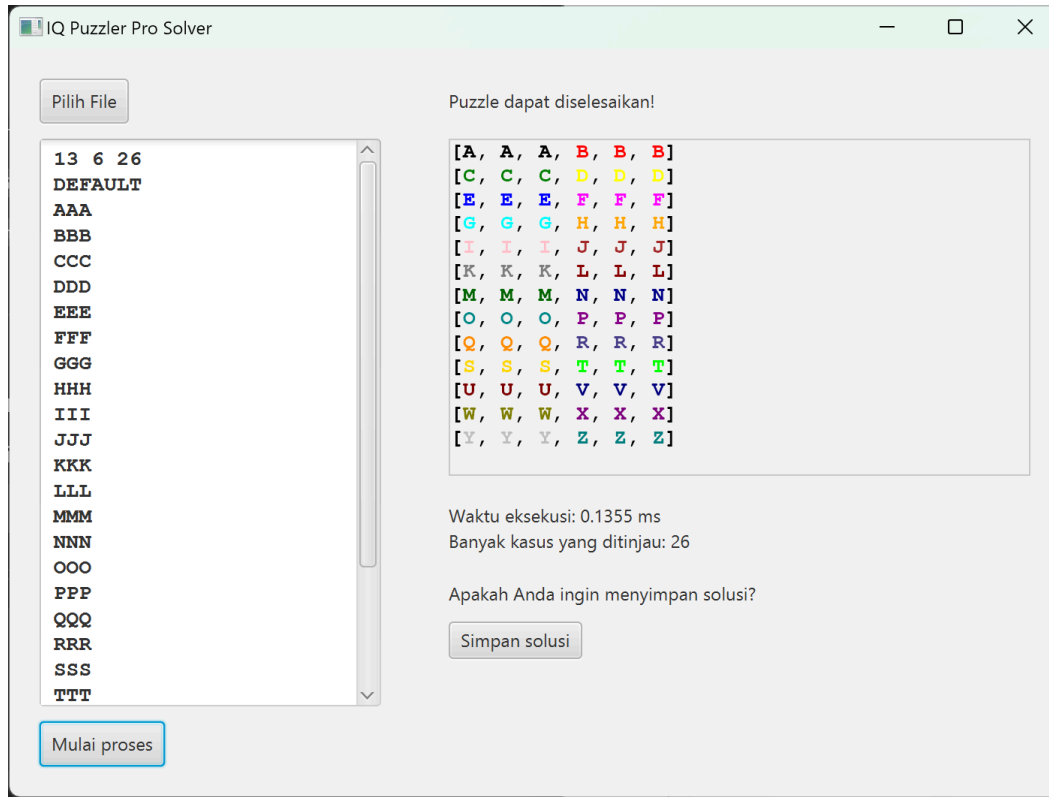 IQ Puzzler Pro Solver
Pilih File
13 6 26
DEFAULT
AAA
BBB
CCC
DDD
EEE
FFF
GGG
HHH
III
JJJ
KKK
LLL
MMM
NNN
OOO
PPP
QQQ
RRR
SSS
TTT
Mulai proses
Puzzle dapat diselesaikan!
[A, A, A, B, B, B]
[C, C, C, D, D, D]
[E, E, E, F, F, F]
[G, G, G, H, H, H]
[I, I, I, J, J, J]
[K, K, K, L, L, L]
[M, M, M, N, N, N]
[O, O, O, P, P, P]
[Q, Q, Q, R, R, R]
[S, S, S, T, T, T]
[U, U, U, V, V, V]
[W, W, W, X, X, X]
[Y, Y, Y, Z, Z, Z]
Waktu eksekusi: 0.1355 ms
Banyak kasus yang ditinjau: 26
Apakah Anda ingin menyimpan solusi?
Simpan solusi